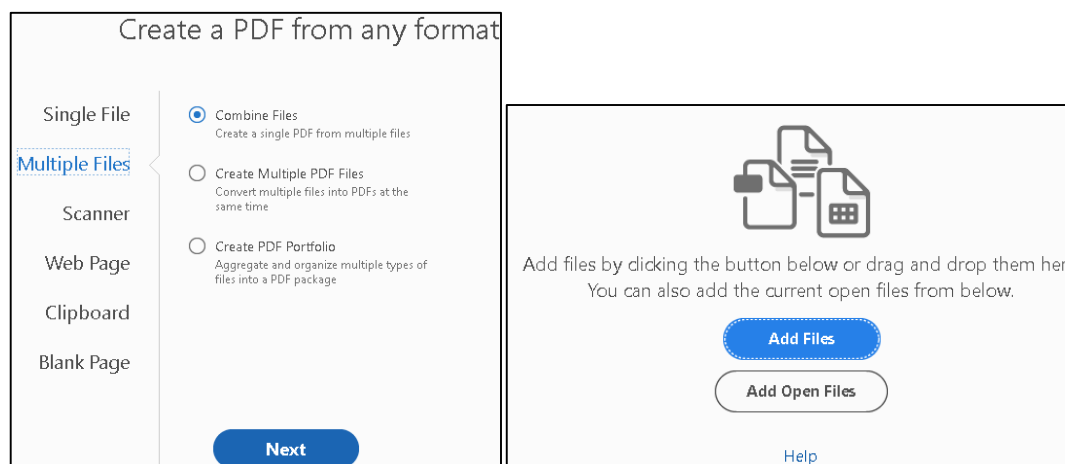 Create a PDF from any format
Single File
Multiple Files
Scanner
Web Page
Clipboard
Blank Page
Combine Files
Create a single PDF from multiple files
Create Multiple PDF Files
Convert multiple files into PDFs at the
same time
Create PDF Portfolio
Aggregate and organize multiple types of
files into a PDF package
Next
Add files by clicking the button below or drag and drop them her
You can also add the current open files from below.
Add Files
Add Open Files
Help